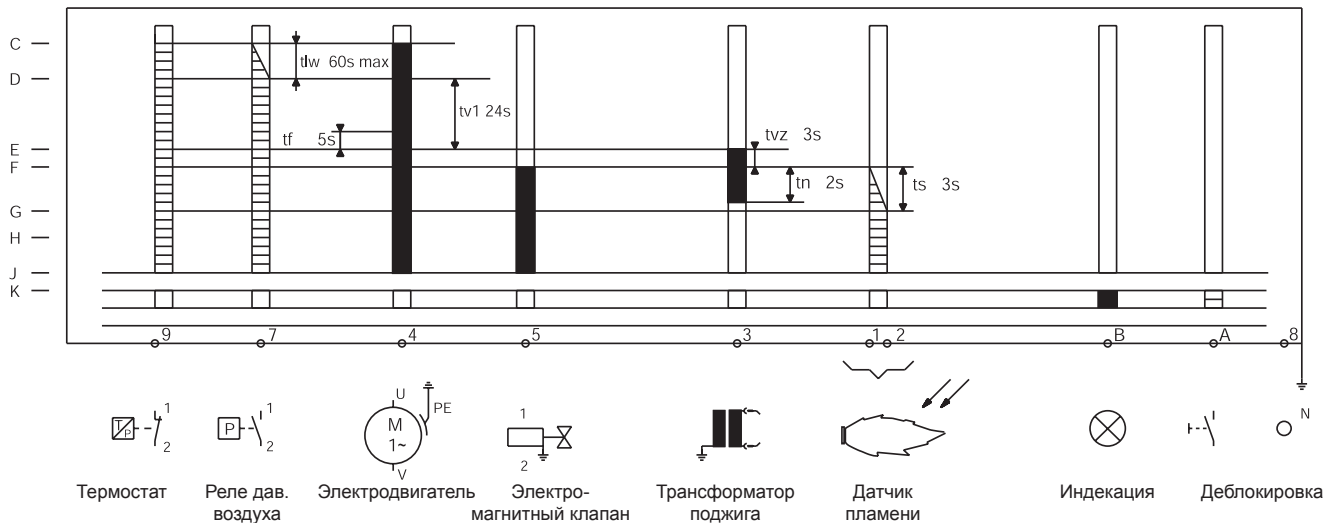 C
tlw 60s max
D
tv1 24s
tf 5s
tvz 3s
E
F
tn 2s
ts 3s
G
H
J
K
9 7 4 5 3 1 2 B A 8
U
PE
1
1
1
N
T
P
P
M
1~
2
2
2
V
Термостат
Реле дав.
воздуха
Электродвигатель
Электро-
магнитный клапан
Трансформатор
поджига
Датчик
пламени
Индекация
Деблокировка